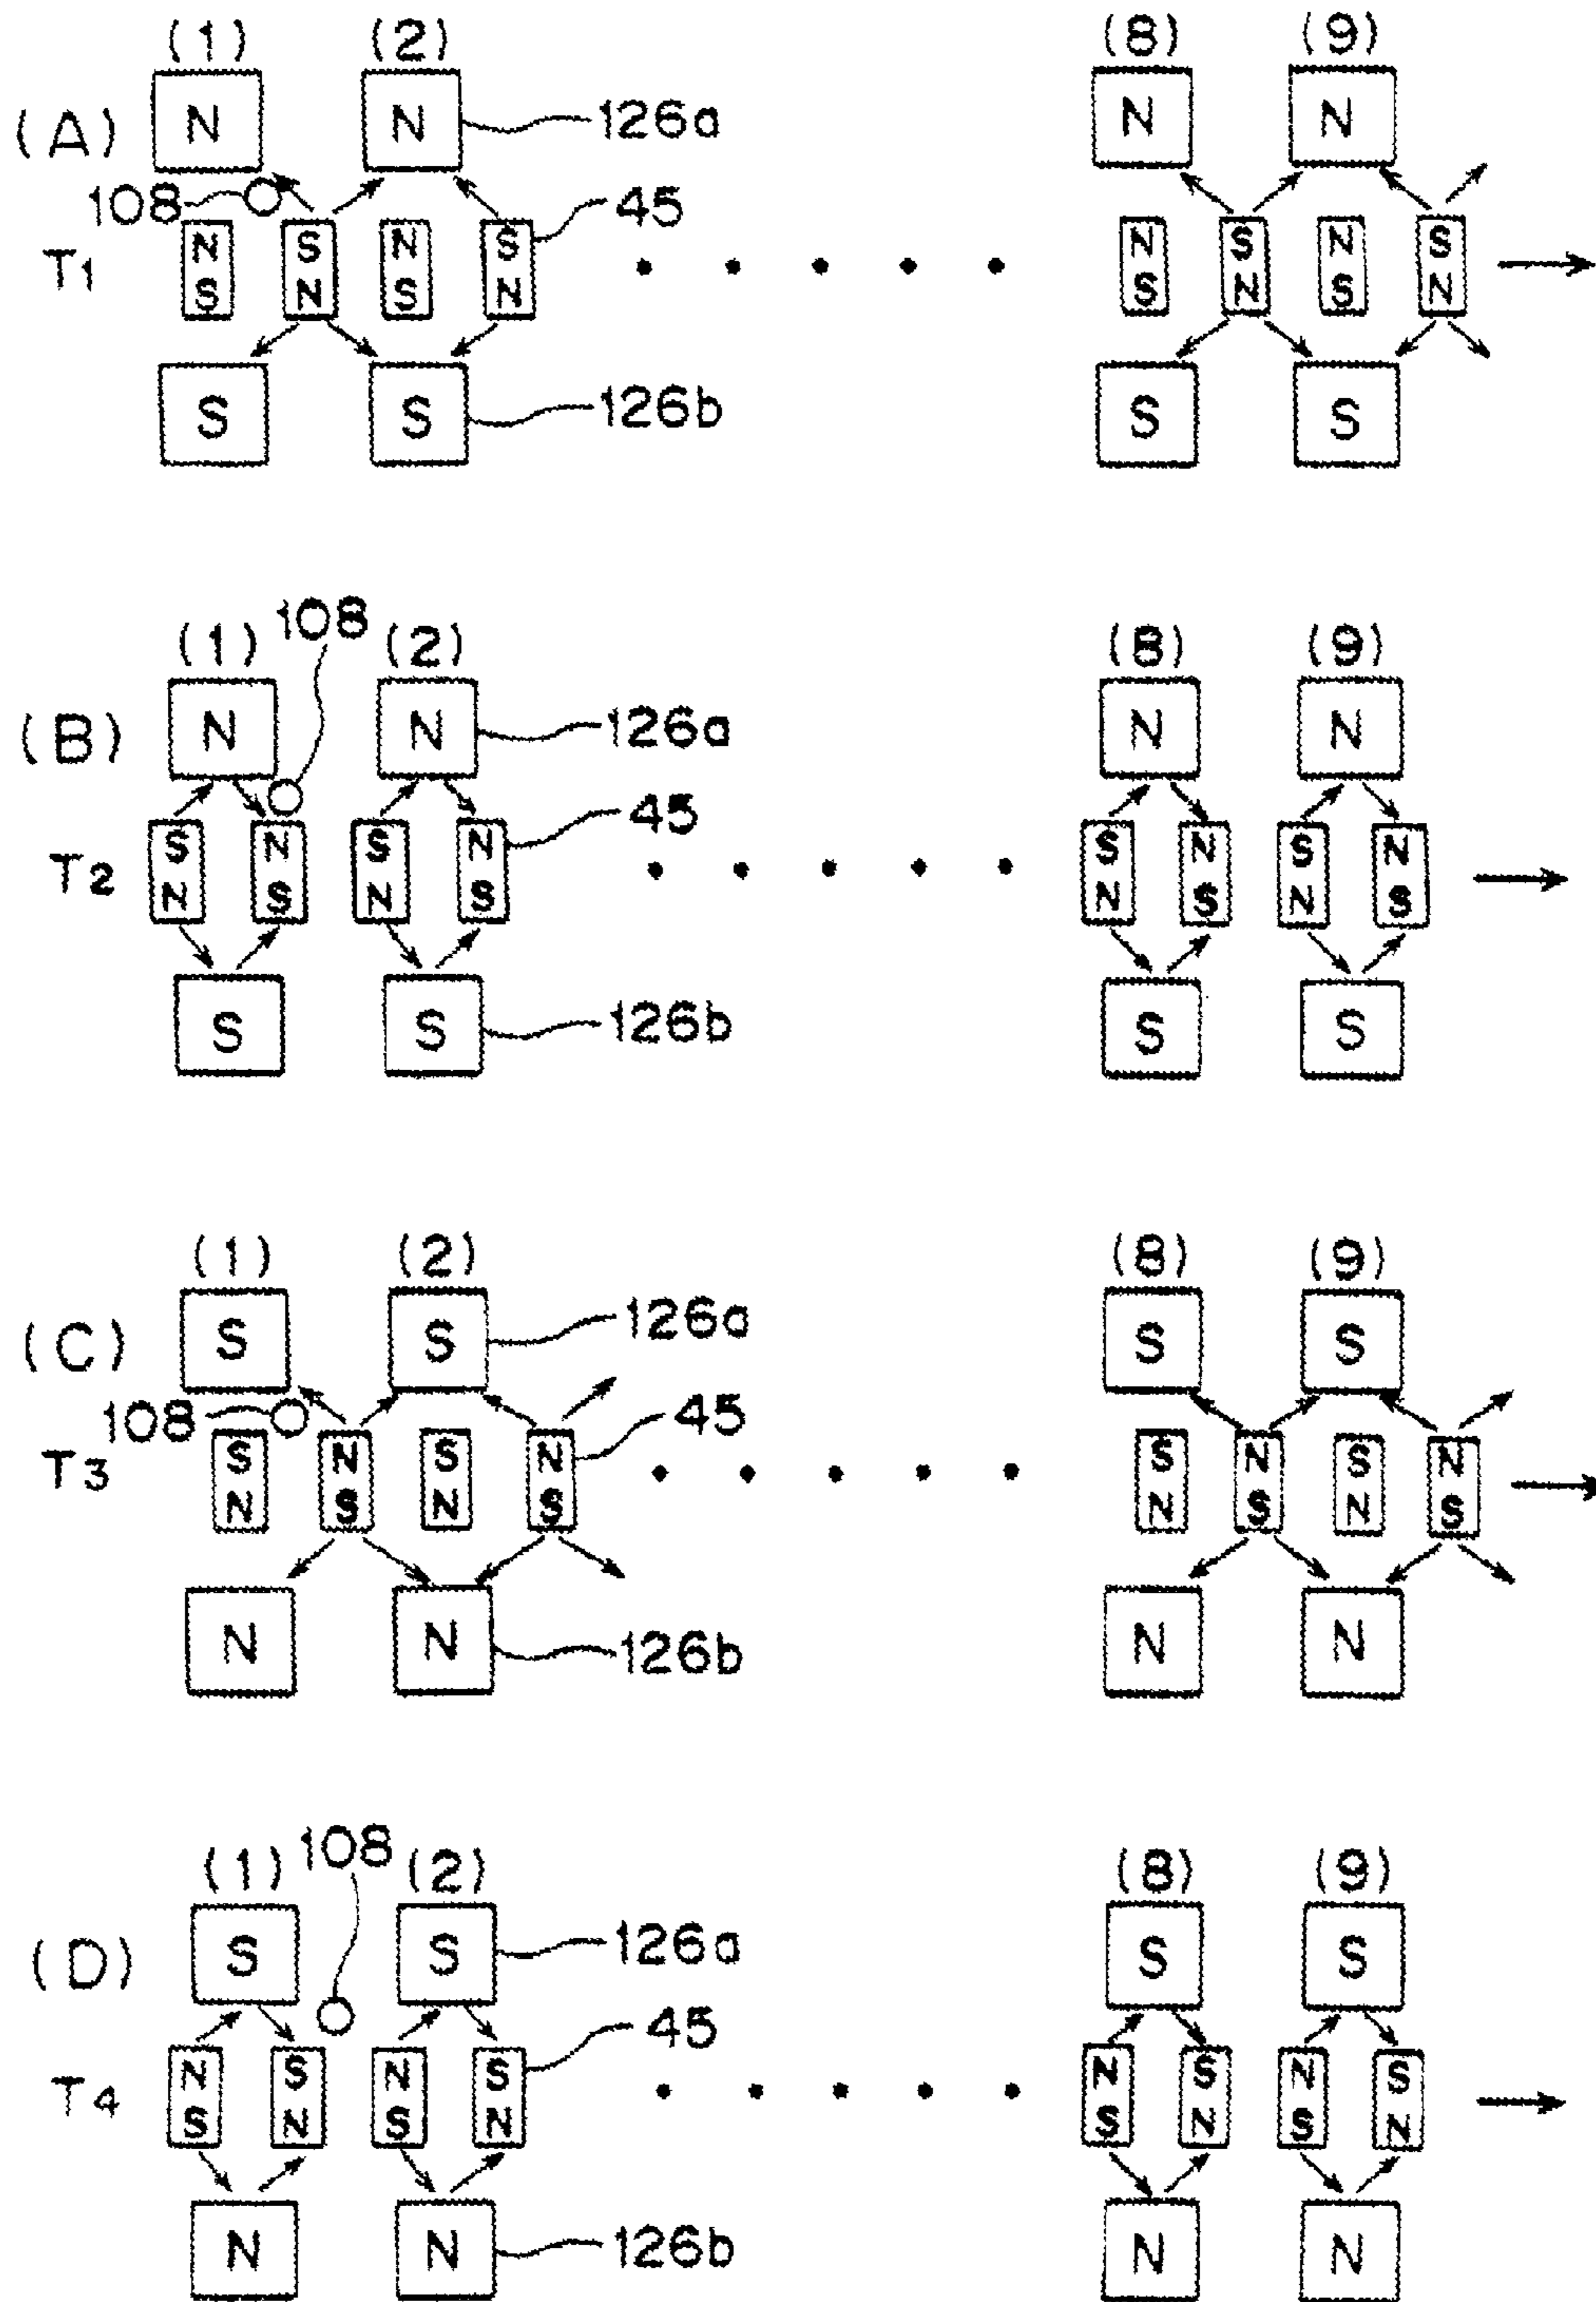 (1) (2) (8) (9)
(A) N N 126a N N
108 45
T1 N S N S N S N S
S N S N S N S N
S S 126b S S
(1) 108 (2) (8) (9)
(B) N N 126a N N
45
T2 S N S N S N S N
N S N S N S N S
S S 126b S S
(1) (2) (8) (9)
(C) S S 126a S S
108 45
T3 S N S N S N S N
N S N S N S N S
N N 126b N N
(1) 108 (2) (8) (9)
(D) S S 126a S S
45
T4 N S N S N S N S
S N S N S N S N
N N 126b N N